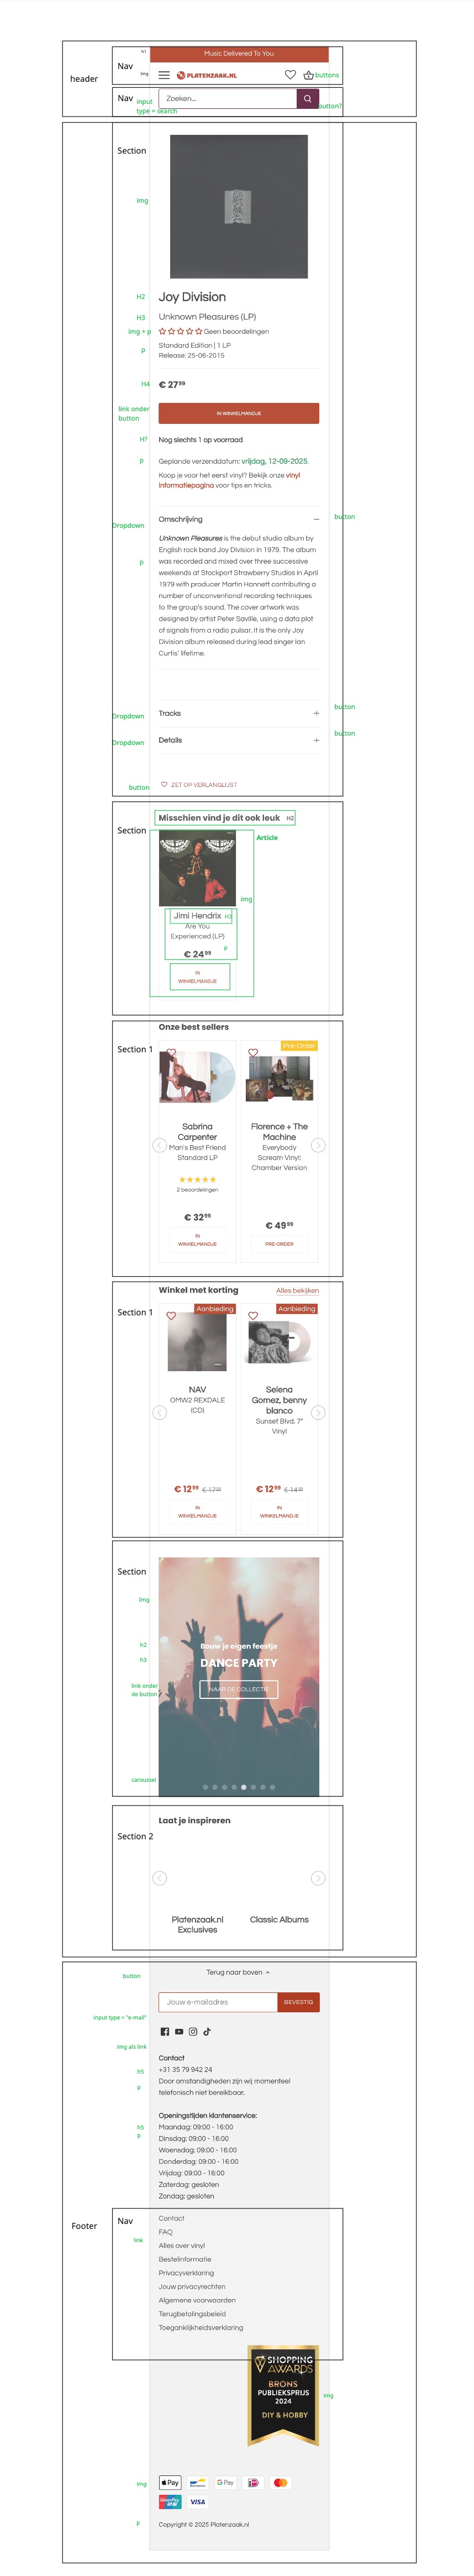 h1
Music Delivered To You
Nav
Img
PLATENZAAK.NL
buttons
header
Nav
input
type = search
Zoeken...
button?
Section
img
H2
Joy Division
H3
Unknown Pleasures (LP)
img + p
Geen beoordelingen
p
Standard Edition | 1 LP
Release: 25-06-2015
H4
€ 27⁹⁹
link onder
button
IN WINKELMANDJE
H?
Nog slechts 1 op voorraad
p
Geplande verzenddatum: vrijdag, 12-09-2025.
Koop je voor het eerst vinyl? Bekijk onze vinyl
informatiepagina voor tips en tricks.
button
Dropdown
Omschrijving
p
Unknown Pleasures is the debut studio album by
English rock band Joy Division in 1979. The album
was recorded and mixed over three successive
weekends at Stockport Strawberry Studios in April
1979 with producer Martin Hannett contributing a
number of unconventional recording techniques
to the group's sound. The cover artwork was
designed by artist Peter Saville, using a data plot
of signals from a radio pulsar. It is the only Joy
Division album released during lead singer Ian
Curtis' lifetime.
button
Dropdown
Tracks
button
Dropdown
Details
button
ZET OP VERLANGLIJST
Section
Misschien vind je dit ook leuk
H2
Article
img
Jimi Hendrix
H3
Are You
Experienced (LP)
p
€ 24⁹⁹
IN
WINKELMANDJE
Onze best sellers
Section 1
Pre-Order
Sabrina
Carpenter
Man's Best Friend
Standard LP
2 beoordelingen
€ 32⁹⁹
IN
WINKELMANDJE
Florence + The
Machine
Everybody
Scream Vinyl:
Chamber Version
€ 49⁹⁹
PRE-ORDER
Winkel met korting
Alles bekijken
Section 1
Aanbieding
Aanbieding
NAV
OMW2 REXDALE
(CD)
€ 12⁹⁹ € 17⁹⁹
IN
WINKELMANDJE
Selena
Gomez, benny
blanco
Sunset Blvd, 7"
Vinyl
€ 12⁹⁹ € 14⁹⁹
IN
WINKELMANDJE
Section
Img
h2
Bouw je eigen feestje
h3
DANCE PARTY
link onder
de button
NAAR DE COLLECTIE
carousset
Laat je inspireren
Section 2
Platenzaak.nl
Exclusives
Classic Albums
button
Terug naar boven
input type = "e-mail"
Jouw e-mailadres
BEVESTIG
img als link
h5
Contact
+31 35 79 942 24
p
Door omstandigheden zijn wij momenteel
telefonisch niet bereikbaar.
h5
Openingstijden klantenservice:
p
Maandag: 09:00 - 16:00
Dinsdag: 09:00 - 16:00
Woensdag: 09:00 - 16:00
Donderdag: 09:00 - 16:00
Vrijdag: 09:00 - 16:00
Zaterdag: gesloten
Zondag: gesloten
Footer
Nav
link
Contact
FAQ
Alles over vinyl
Bestelinformatie
Privacyverklaring
Jouw privacyrechten
Algemene voorwaarden
Terugbetalingsbeleid
Toegankelijkheidsverklaring
SHOPPING
AWARDS
BRONS
PUBLIEKSPRIJS
2024
DIY & HOBBY
img
img
Pay
G Pay
VISA
p
Copyright © 2025 Platenzaak.nl